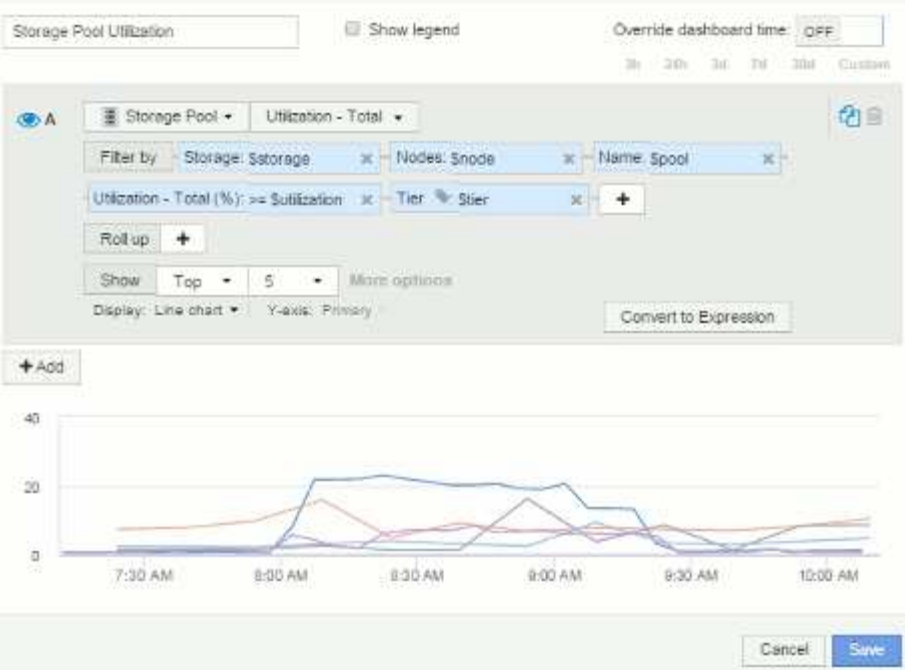 Storage Pool Utilization Show legend Override dashboard time: OFF
3h 24h 3d 7d 30d Custom
A Storage Pool Utilization - Total
Filter by Storage: $storage Nodes: $node Name: $pool
Utilization - Total (%): >= $utilization Tier $tier +
Roll up +
Show Top 5 More options
Display: Line chart Y-axis: Primary
Convert to Expression
+ Add
40
20
0
7:30 AM 8:00 AM 8:30 AM 9:00 AM 9:30 AM 10:00 AM
Cancel Save